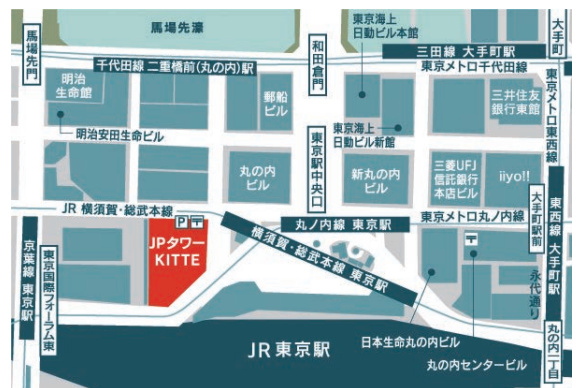 馬場先門
馬場先濠
和田倉門
東京海上
日動ビル本館
三田線 大手町駅
大手町
千代田線 二重橋前(丸の内)駅
東京メトロ千代田線
明治
生命館
郵船
ビル
三井住友
銀行東館
東京メトロ東西線
明治安田生命ビル
東京海上
日動ビル新館
東京駅中央口
丸の内
ビル
新丸の内
ビル
三菱UFJ
信託銀行
本店ビル
iiyo!!
大手町駅前
JR 横須賀・総武本線
P
〒
丸ノ内線 東京駅
東京メトロ丸ノ内線
東西線 大手町駅
JPタワー
KITTE
横須賀・総武本線 東京駅
〒
京葉線 東京駅
東京国際フォーラム東
永代通り
日本生命丸の内ビル
丸の内センタービル
丸の内一丁目
JR 東京駅